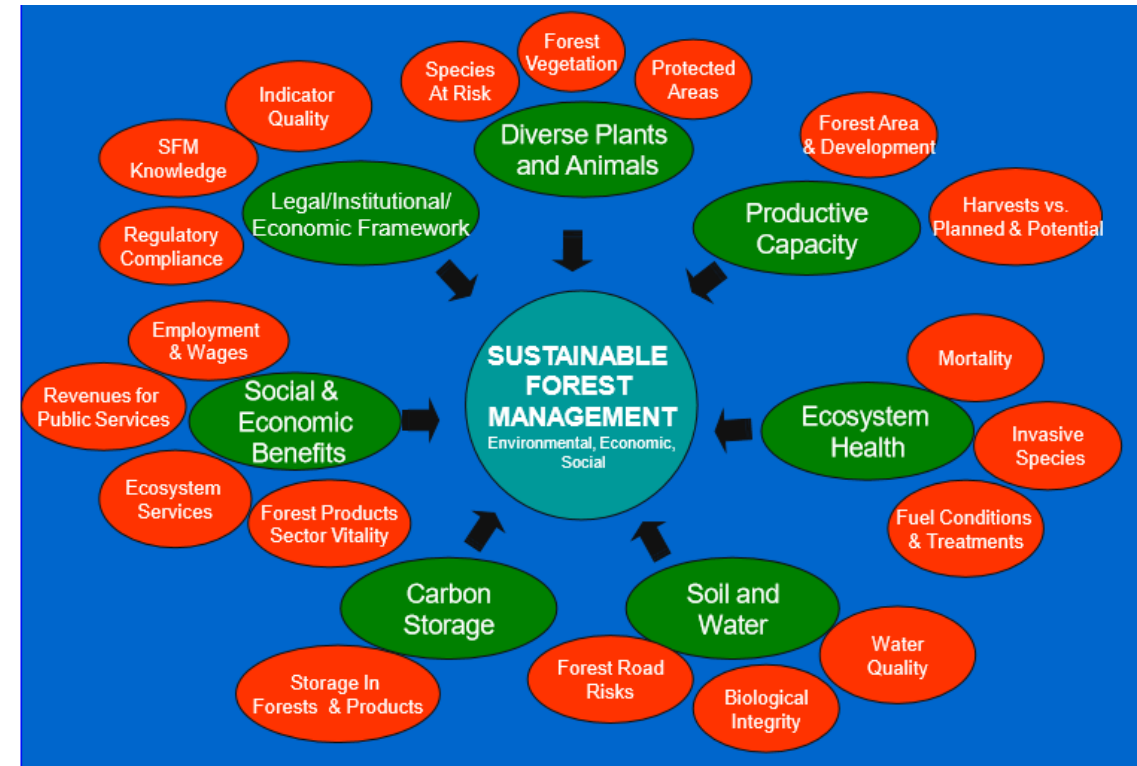 Forest
Vegetation
Species
At Risk
Protected
Areas
Diverse Plants
and Animals
Indicator
Quality
SFM
Knowledge
Regulatory
Compliance
Legal/Institutional/
Economic Framework
Forest Area
& Development
Harvests vs.
Planned & Potential
Productive
Capacity
Employment
& Wages
Revenues for
Public Services
Ecosystem
Services
Forest Products
Sector Vitality
Social &
Economic
Benefits
SUSTAINABLE
FOREST
MANAGEMENT
Environmental, Economic,
Social
Mortality
Invasive
Species
Fuel Conditions
& Treatments
Ecosystem
Health
Carbon
Storage
Storage In
Forests & Products
Soil and
Water
Forest Road
Risks
Biological
Integrity
Water
Quality